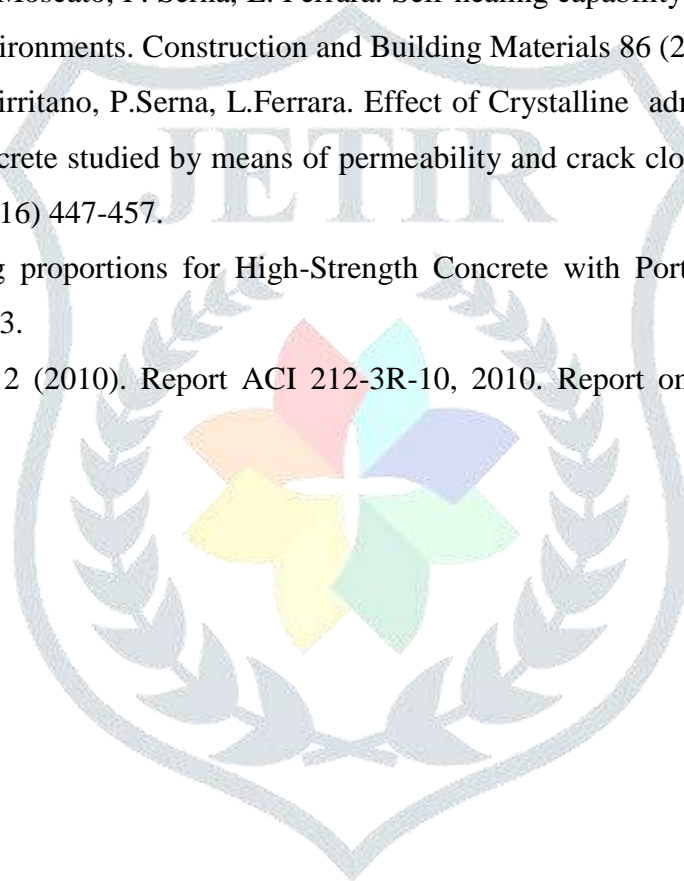 Moscato, P. Serna, L. Ferrara. Self-healing capability
ironments. Construction and Building Materials 86 (2
irritano, P.Serna, L.Ferrara. Effect of Crystalline adm
crete studied by means of permeability and crack clo
16) 447-457.
JETIR
g proportions for High-Strength Concrete with Port
3.
2 (2010). Report ACI 212-3R-10, 2010. Report on